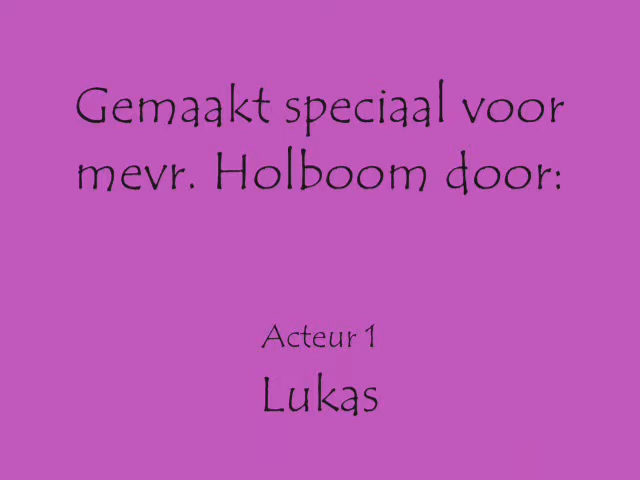 Gemaakt speciaal voor
mevr. Holboom door:
Acteur 1
Lukas